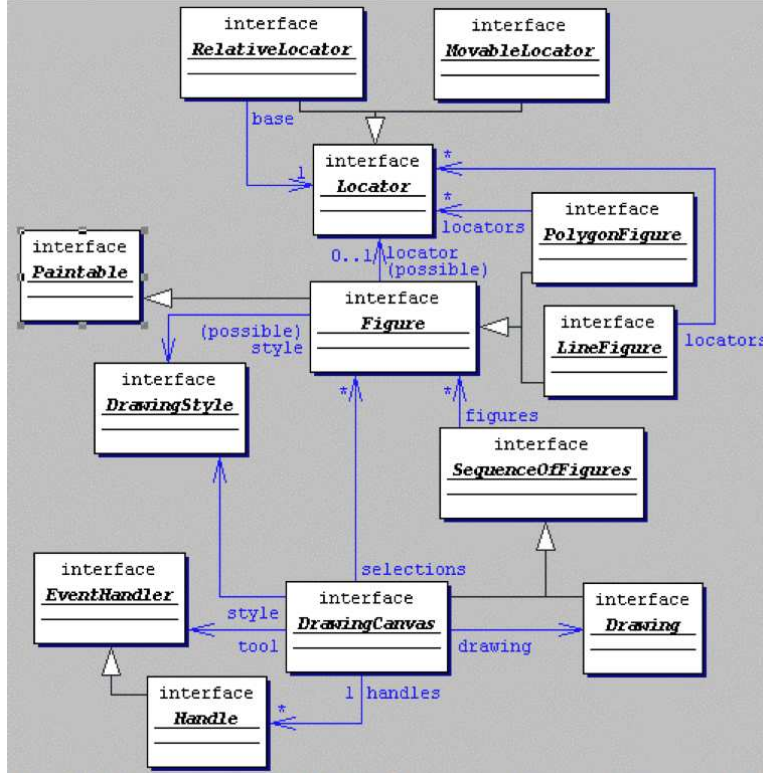 interface
RelativeLocator
interface
MovableLocator
base
1
interface
Locator
*
*
locators
interface
PolygonFigure
interface
Paintable
0..1
locator
(possible)
interface
Figure
(possible)
style
interface
LineFigure
locators
interface
DrawingStyle
*
*
figures
interface
SequenceOfFigures
selections
interface
EventHandler
style
tool
interface
DrawingCanvas
drawing
interface
Drawing
1 handles
*
interface
Handle